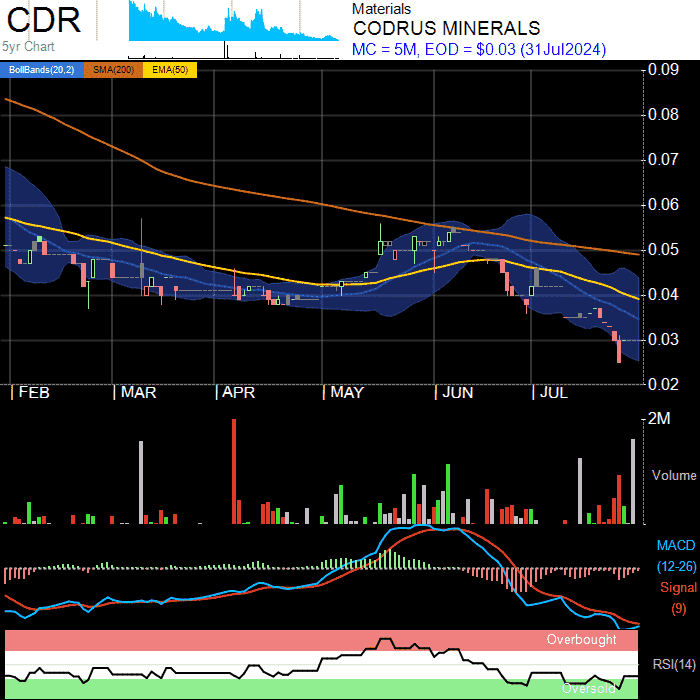 CDR
5yr Chart
Materials
CODRUS MINERALS
MC = 5M, EOD = $0.03 (31Jul2024)
BollBands(20,2) SMA(200) EMA(50)
0.09
0.08
0.07
0.06
0.05
0.04
0.03
0.02
FEB MAR APR MAY JUN JUL
2M
Volume
MACD
(12-26)
Signal
(9)
Overbought
RSI(14)
Oversold